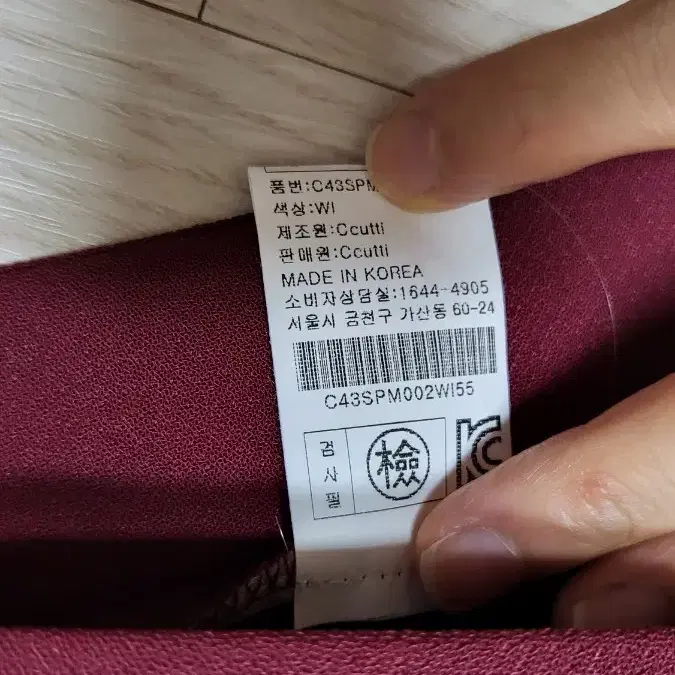 품번:C43SPM
색상:WI
제조원:Ccutti
판매원:Ccutti
MADE IN KOREA
소비자상담실:1644-4905
서울시 금천구 가산동 60-24
C43SPM002WI55
검사필
檢
KC